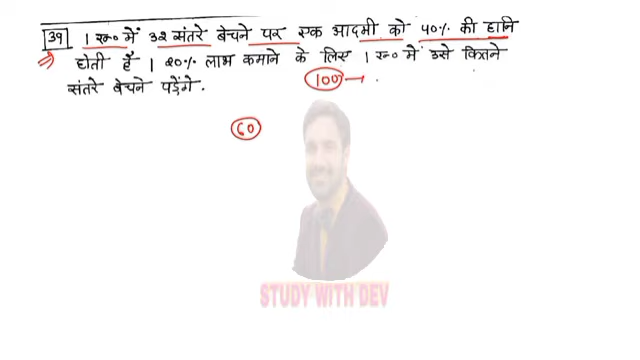 39 1 रू० में 32 संतरे बेचने पर एक आदमी को 40% की हानि
होती है | 20% लाभ कमाने के लिए 1 रू० में उसे कितने
संतरे बेचने पड़ेंगे.
100
60
STUDY WITH DEV